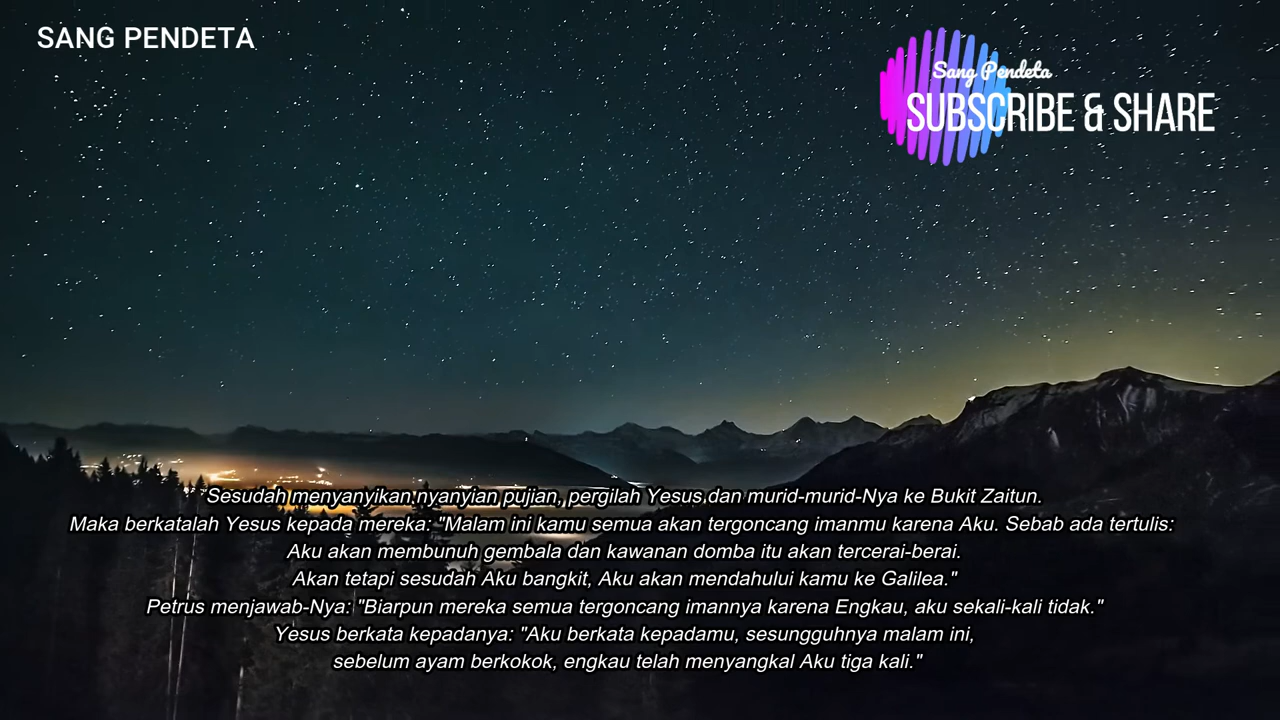 SANG PENDETA
Sang Pendeta
SUBSCRIBE & SHARE
Sesudah menyanyikan nyanyian pujian, pergilah Yesus dan murid-murid-Nya ke Bukit Zaitun.
Maka berkatalah Yesus kepada mereka: "Malam ini kamu semua akan tergoncang imanmu karena Aku. Sebab ada tertulis:
Aku akan membunuh gembala dan kawanan domba itu akan tercerai-berai.
Akan tetapi sesudah Aku bangkit, Aku akan mendahului kamu ke Galilea."
Petrus menjawab-Nya: "Biarpun mereka semua tergoncang imannya karena Engkau, aku sekali-kali tidak."
Yesus berkata kepadanya: "Aku berkata kepadamu, sesungguhnya malam ini,
sebelum ayam berkokok, engkau telah menyangkal Aku tiga kali."